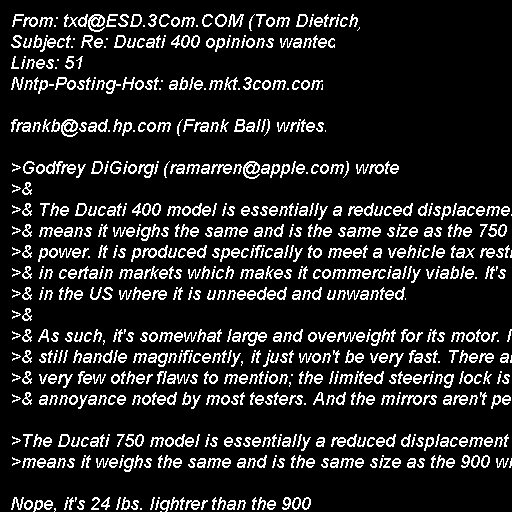 From: txd@ESD.3Com.COM (Tom Dietrich)
Subject: Re: Ducati 400 opinions wanted
Lines: 51
Nntp-Posting-Host: able.mkt.3com.com

frankb@sad.hp.com (Frank Ball) writes:

>Godfrey DiGiorgi (ramarren@apple.com) wrote
>&
>& The Ducati 400 model is essentially a reduced displaceme
>& means it weighs the same and is the same size as the 750
>& power. It is produced specifically to meet a vehicle tax rest
>& in certain markets which makes it commercially viable. It's
>& in the US where it is unneeded and unwanted.
>&
>& As such, it's somewhat large and overweight for its motor. I
>& still handle magnificently, it just won't be very fast. There a
>& very few other flaws to mention; the limited steering lock is
>& annoyance noted by most testers. And the mirrors aren't pe

>The Ducati 750 model is essentially a reduced displacement
>means it weighs the same and is the same size as the 900 w

Nope, it's 24 lbs. lightrer than the 900